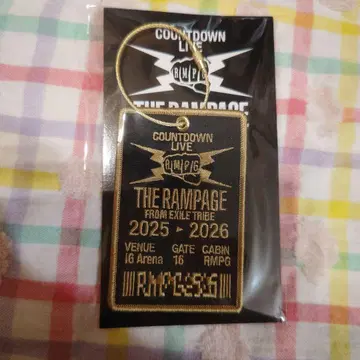 COUNTDOWN
LIVE
RMPG
THE RAMPAGE
COUNTDOWN
LIVE
R/M/P/G
THE RAMPAGE
FROM EXILE TRIBE
2025 ▶ 2026
VENUE GATE CABIN
iG Arena 16 RMPG